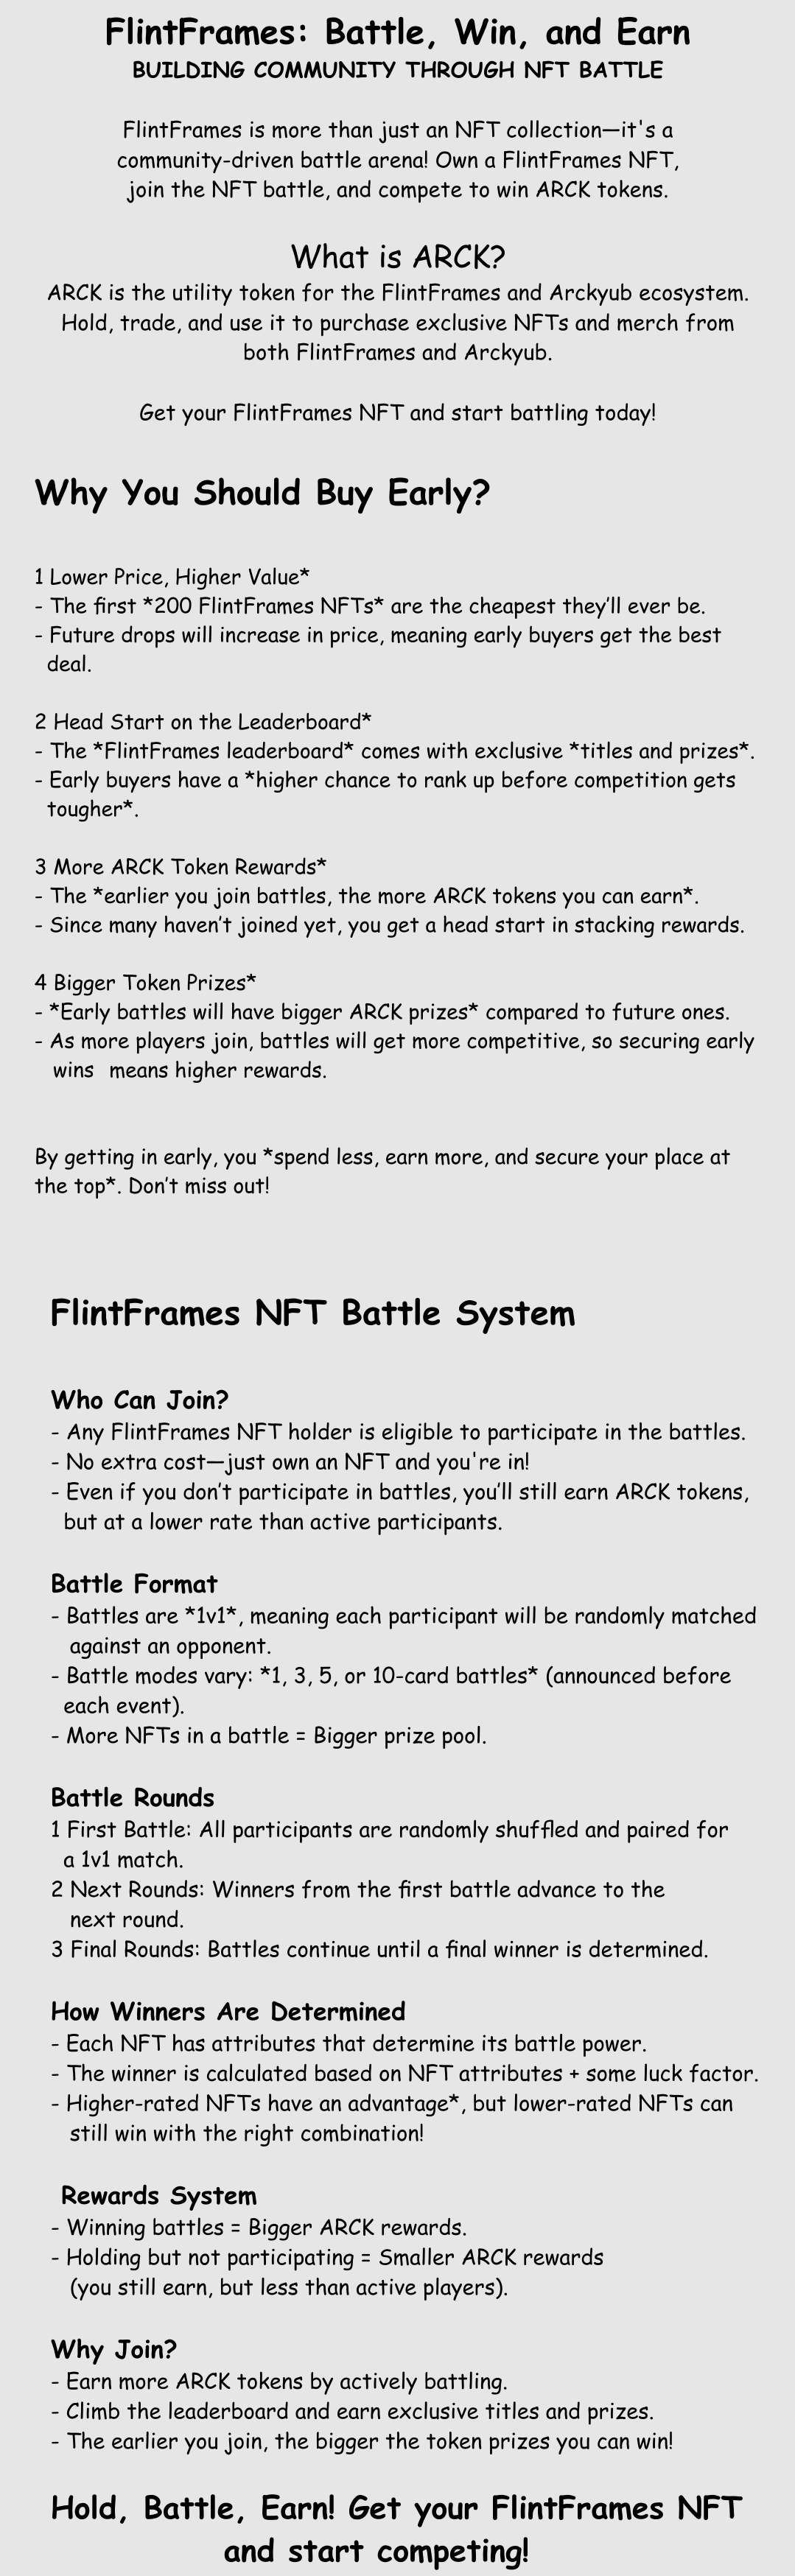 FlintFrames: Battle, Win, and Earn
BUILDING COMMUNITY THROUGH NFT BATTLE
FlintFrames is more than just an NFT collection—it's a
community-driven battle arena! Own a FlintFrames NFT,
join the NFT battle, and compete to win ARCK tokens.
What is ARCK?
ARCK is the utility token for the FlintFrames and Arckyub ecosystem.
Hold, trade, and use it to purchase exclusive NFTs and merch from
both FlintFrames and Arckyub.
Get your FlintFrames NFT and start battling today!
Why You Should Buy Early?
1 Lower Price, Higher Value*
- The first *200 FlintFrames NFTs* are the cheapest they’ll ever be.
- Future drops will increase in price, meaning early buyers get the best
deal.
2 Head Start on the Leaderboard*
- The *FlintFrames leaderboard* comes with exclusive *titles and prizes*.
- Early buyers have a *higher chance to rank up before competition gets
tougher*.
3 More ARCK Token Rewards*
- The *earlier you join battles, the more ARCK tokens you can earn*.
- Since many haven’t joined yet, you get a head start in stacking rewards.
4 Bigger Token Prizes*
- *Early battles will have bigger ARCK prizes* compared to future ones.
- As more players join, battles will get more competitive, so securing early
wins means higher rewards.
By getting in early, you *spend less, earn more, and secure your place at
the top*. Don’t miss out!
FlintFrames NFT Battle System
Who Can Join?
- Any FlintFrames NFT holder is eligible to participate in the battles.
- No extra cost—just own an NFT and you're in!
- Even if you don’t participate in battles, you’ll still earn ARCK tokens,
but at a lower rate than active participants.
Battle Format
- Battles are *1v1*, meaning each participant will be randomly matched
against an opponent.
- Battle modes vary: *1, 3, 5, or 10-card battles* (announced before
each event).
- More NFTs in a battle = Bigger prize pool.
Battle Rounds
1 First Battle: All participants are randomly shuffled and paired for
a 1v1 match.
2 Next Rounds: Winners from the first battle advance to the
next round.
3 Final Rounds: Battles continue until a final winner is determined.
How Winners Are Determined
- Each NFT has attributes that determine its battle power.
- The winner is calculated based on NFT attributes + some luck factor.
- Higher-rated NFTs have an advantage*, but lower-rated NFTs can
still win with the right combination!
Rewards System
- Winning battles = Bigger ARCK rewards.
- Holding but not participating = Smaller ARCK rewards
(you still earn, but less than active players).
Why Join?
- Earn more ARCK tokens by actively battling.
- Climb the leaderboard and earn exclusive titles and prizes.
- The earlier you join, the bigger the token prizes you can win!
Hold, Battle, Earn! Get your FlintFrames NFT
and start competing!